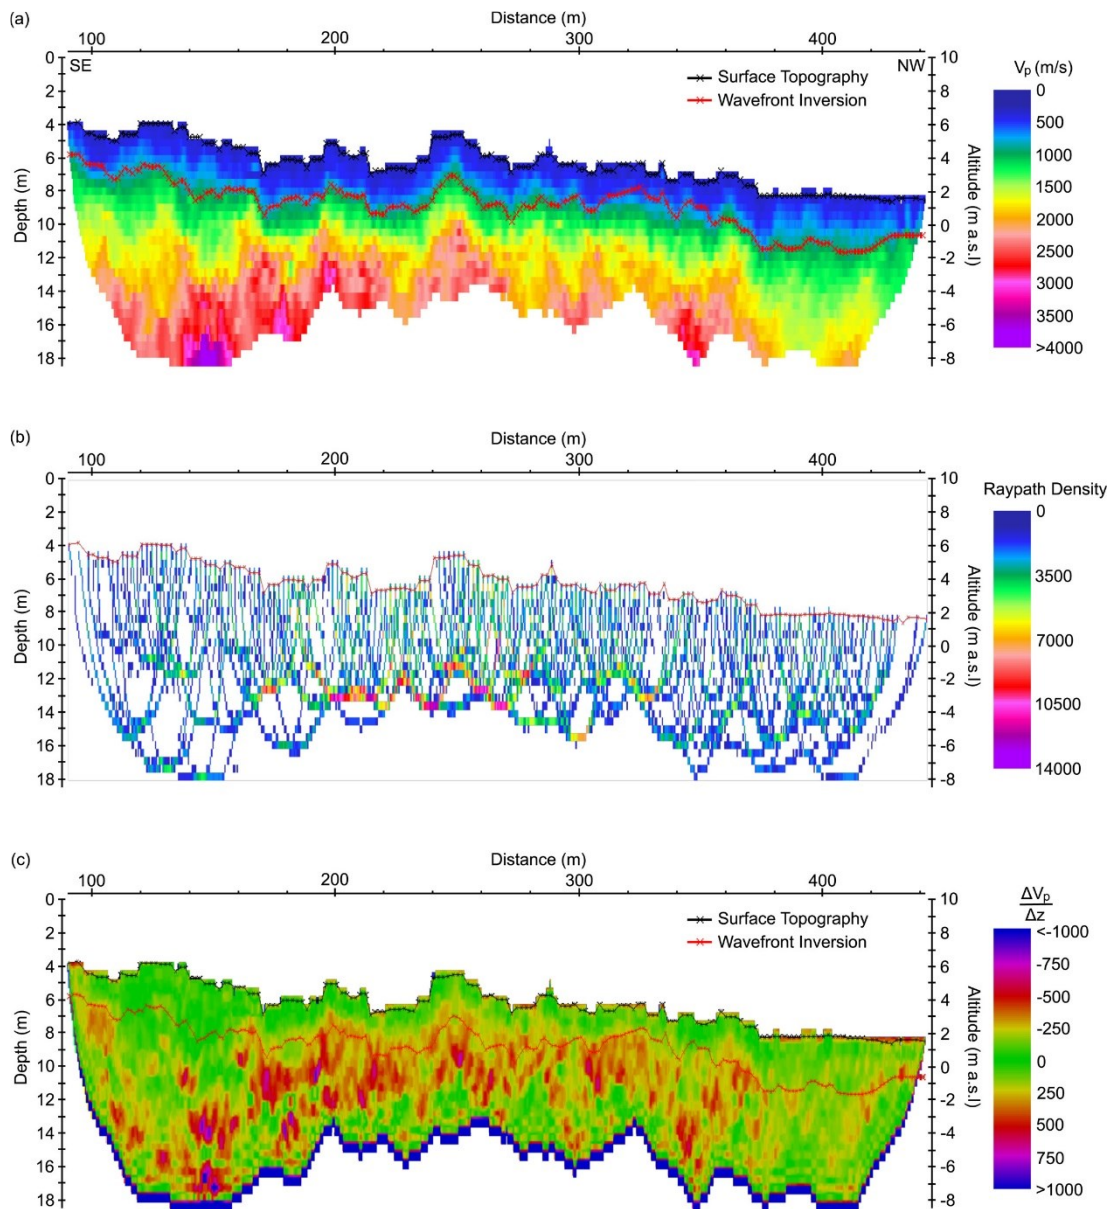 (a)
Distance (m)
100 200 300 400
0 10
SE NW
Surface Topography
Wavefront Inversion
2 8
4 6
6 4
8 2
10 0
12 -2
14 -4
16 -6
18 -8
Depth (m)
Altitude (m a.s.l)
Vp (m/s)
0
500
1000
1500
2000
2500
3000
3500
>4000
(b)
Distance (m)
100 200 300 400
0 10
2 8
4 6
6 4
8 2
10 0
12 -2
14 -4
16 -6
18 -8
Depth (m)
Altitude (m a.s.l)
Raypath Density
0
3500
7000
10500
14000
(c)
Distance (m)
100 200 300 400
0 10
Surface Topography
Wavefront Inversion
2 8
4 6
6 4
8 2
10 0
12 -2
14 -4
16 -6
18 -8
Depth (m)
Altitude (m a.s.l)
ΔVp
Δz
<-1000
-750
-500
-250
0
250
500
750
>1000